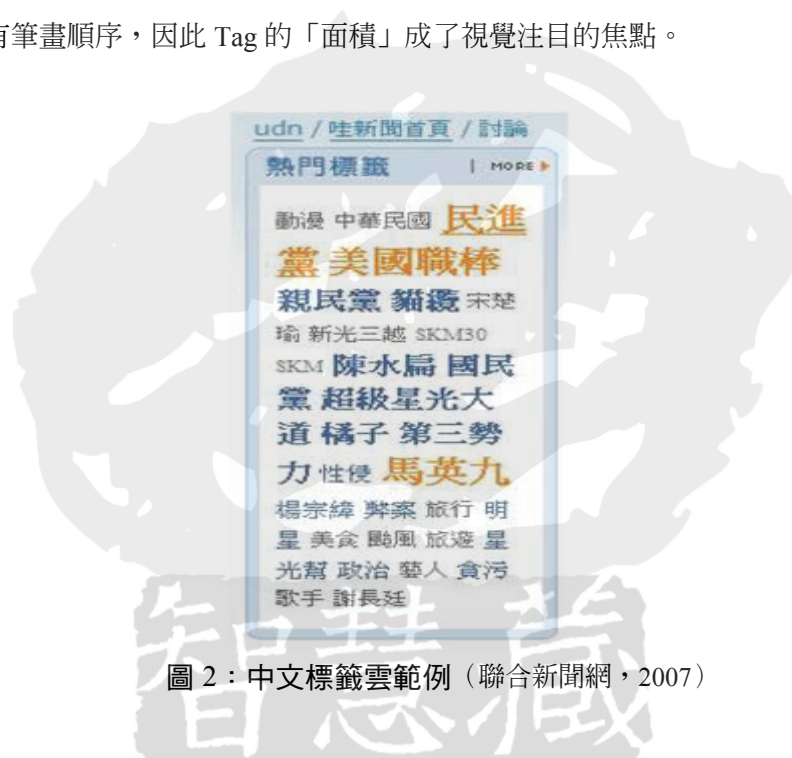 有筆畫順序，因此 Tag 的「面積」成了視覺注目的焦點。
udn / 哇新聞首頁 / 討論
熱門標籤 | MORE
動漫 中華民國 民進
黨 美國職棒
親民黨 貓纜 宋楚
瑜 新光三越 SKM30
SKM 陳水扁 國民
黨 超級星光大
道 橘子 第三勢
力 性侵 馬英九
楊宗緯 弊案 旅行 明
星 美食 颱風 旅遊 星
光幫 政治 藝人 貪污
歌手 謝長廷
圖 2：中文標籤雲範例（聯合新聞網，2007）
智慧藏